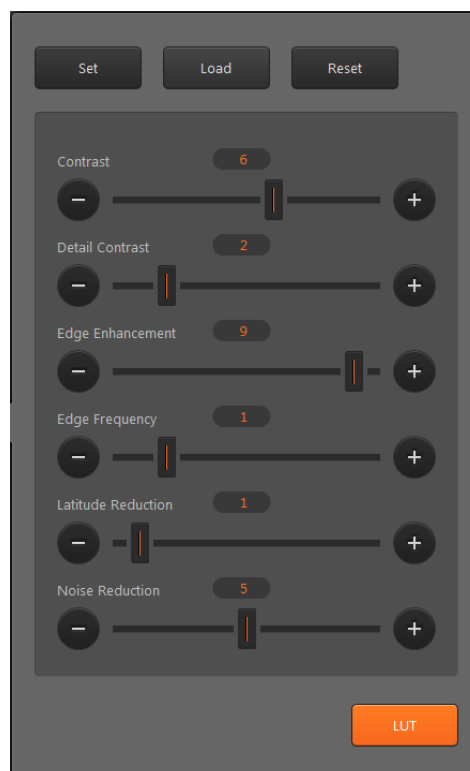 Set Load Reset
Contrast 6
− +
Detail Contrast 2
− +
Edge Enhancement 9
− +
Edge Frequency 1
− +
Latitude Reduction 1
− +
Noise Reduction 5
− +
LUT